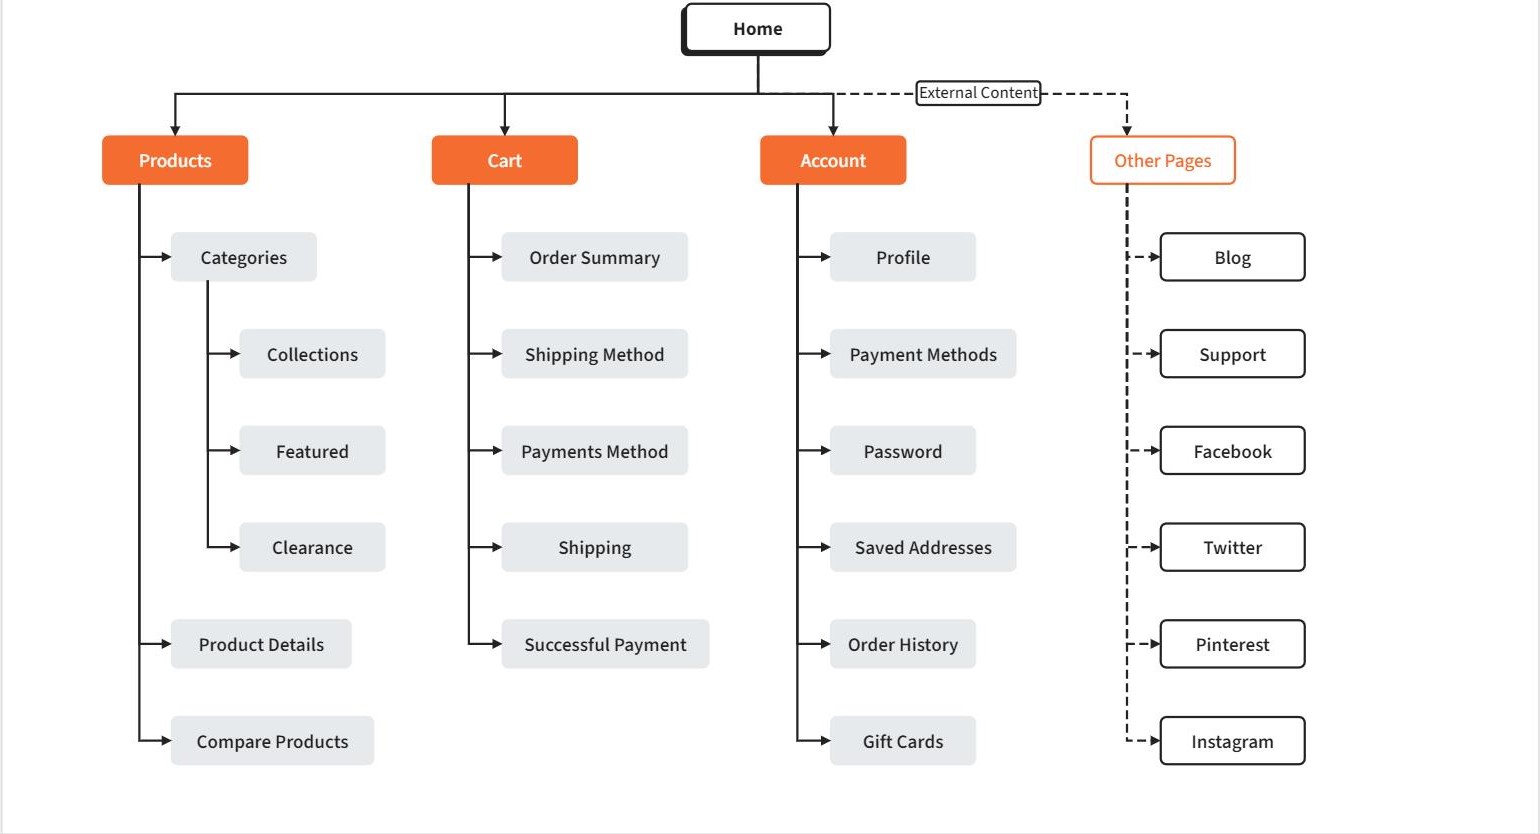 Home
External Content
Products
Cart
Account
Other Pages
Categories
Order Summary
Profile
Blog
Collections
Shipping Method
Payment Methods
Support
Featured
Payments Method
Password
Facebook
Clearance
Shipping
Saved Addresses
Twitter
Product Details
Successful Payment
Order History
Pinterest
Compare Products
Gift Cards
Instagram